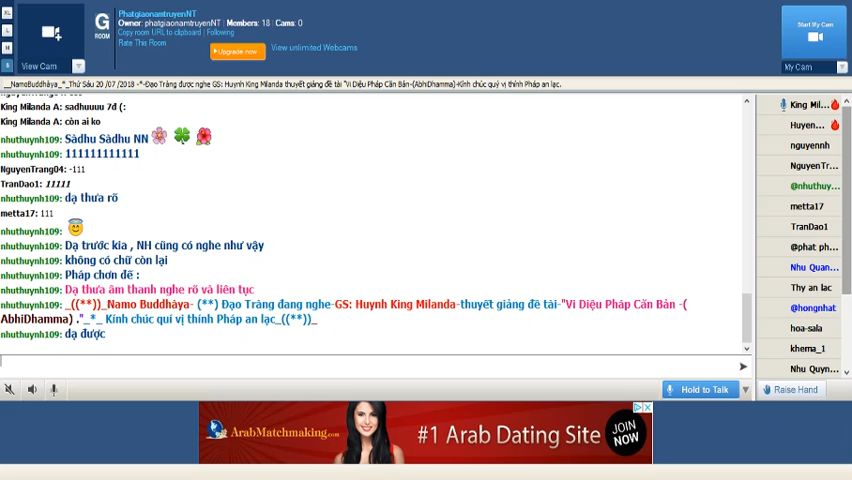 XL
L
M
S
View Cam
G
ROOM
PhatgiaonamtruyenNT
Owner: phatgiaonamtruyenNT | Members: 18 | Cams: 0
Copy room URL to clipboard | Following
Rate This Room
Upgrade now
View unlimited Webcams
Start My Cam
My Cam
__NamoBuddhàya_*_Thứ Sáu 20 /07 /2018 -*-Đạo Tràng được nghe GS: Huynh King Milanda thuyết giảng đề tài "Vi Diệu Pháp Căn Bản-(AbhiDhamma)-Kính chúc quý vị thính Pháp an lạc.
King Milanda A: sadhuuuu 7đ (:
King Milanda A: còn ai ko
nhuthuynh109: Sàdhu Sàdhu NN
nhuthuynh109: 111111111111
NguyenTrang04: -111
TranDao1: 11111
nhuthuynh109: dạ thưa rõ
metta17: 111
nhuthuynh109:
nhuthuynh109: Dạ trước kia , NH cũng có nghe như vậy
nhuthuynh109: không có chữ còn lại
nhuthuynh109: Pháp chơn đế :
nhuthuynh109: Dạ thưa âm thanh nghe rõ và liên tục
nhuthuynh109: _((**))_Namo Buddhàya- (**) Đạo Tràng đang nghe-GS: Huynh King Milanda-thuyết giảng đề tài-"Vi Diệu Pháp Căn Bản -(
AbhiDhamma) ."_*_ Kính chúc quí vị thính Pháp an lạc_((**))_
nhuthuynh109: dạ được
King Mil...
Huyen...
nguyennh
NguyenTr...
@nhuthuy...
metta17
TranDao1
@phat ph...
Nhu Quan...
Thy an lac
@hongnhat
hoa-sala
khema_1
Nhu Quyn...
Hold to Talk
Raise Hand
ArabMatchmaking.com
#1 Arab Dating Site
JOIN
NOW